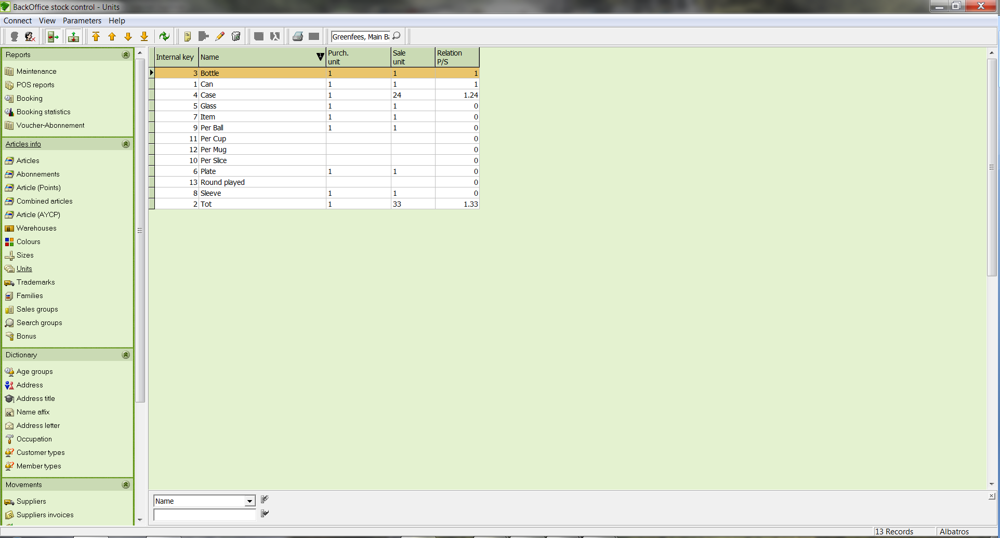 BackOffice stock control - Units
Connect View Parameters Help
Greenfees, Main Ba
Reports
Maintenance
POS reports
Booking
Booking statistics
Voucher-Abonnement
Articles info
Articles
Abonnements
Article (Points)
Combined articles
Article (AYCP)
Warehouses
Colours
Sizes
Units
Trademarks
Families
Sales groups
Search groups
Bonus
Dictionary
Age groups
Address
Address title
Name affix
Address letter
Occupation
Customer types
Member types
Movements
Suppliers
Suppliers invoices
Internal key Name Purch. unit Sale unit Relation P/S
3 Bottle 1 1 1
1 Can 1 1 1
4 Case 1 24 1.24
5 Glass 1 1 0
7 Item 1 1 0
9 Per Ball 1 1 0
11 Per Cup 0
12 Per Mug 0
10 Per Slice 0
6 Plate 1 1 0
13 Round played 0
8 Sleeve 1 1 0
2 Tot 1 33 1.33
Name
13 Records Albatros